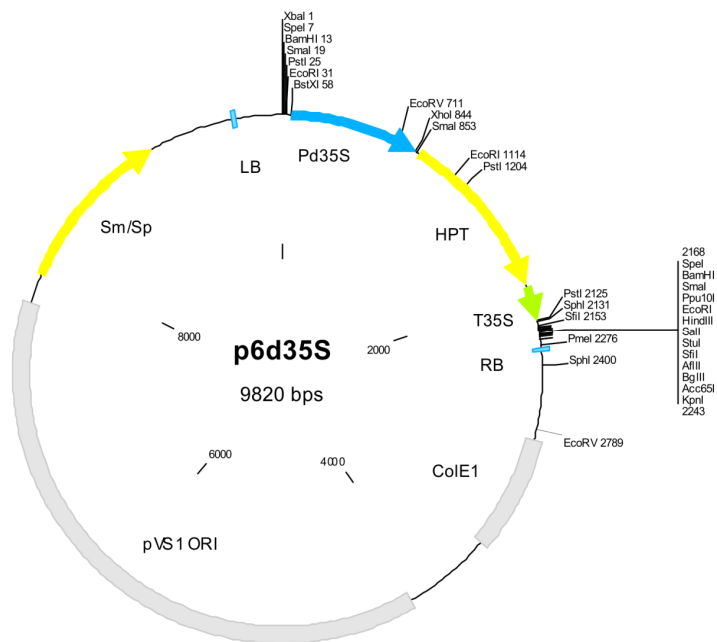 XbaI 1
SpeI 7
BamHI 13
SmaI 19
PstI 25
EcoRI 31
BstXI 58
EcoRV 711
XhoI 844
SmaI 853
EcoRI 1114
PstI 1204
LB
Pd35S
Sm/Sp
HPT
2168
SpeI
BamHI
SmaI
Ppu10I
EcoRI
HindIII
SalI
StuI
SfiI
AflII
BglII
Acc65I
KpnI
2243
PstI 2125
SphI 2131
SfiI 2153
T35S
PmeI 2276
RB
SphI 2400
8000
2000
p6d35S
9820 bps
EcoRV 2789
6000
4000
ColE1
pVS1 ORI